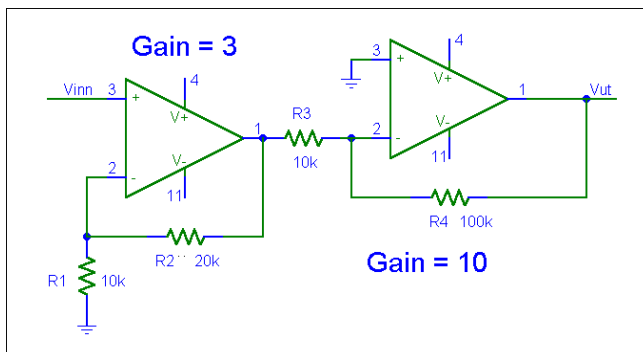 Gain = 3
Vinn
3
+
4
V+
2
-
V-
11
1
R1
10k
R2
20k
R3
10k
3
+
4
V+
2
-
V-
11
1
Vut
R4 100k
Gain = 10